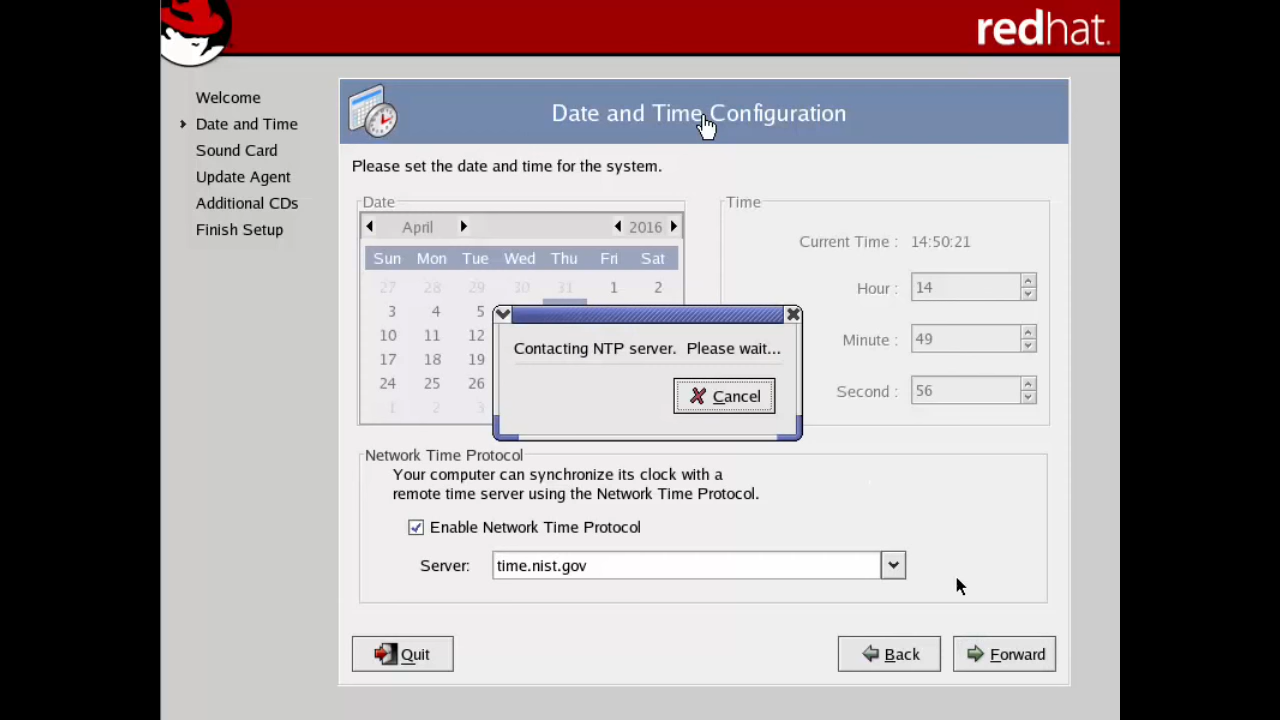 redhat.
Welcome
Date and Time
Sound Card
Update Agent
Additional CDs
Finish Setup
Date and Time Configuration
Please set the date and time for the system.
Date
April 2016
Sun Mon Tue Wed Thu Fri Sat
27 28 29 30 31 1 2
3 4 5
10 11 12
17 18 19
24 25 26
1 2 3
Time
Current Time : 14:50:21
Hour : 14
Minute : 49
Second : 56
Contacting NTP server. Please wait...
Cancel
Network Time Protocol
Your computer can synchronize its clock with a
remote time server using the Network Time Protocol.
Enable Network Time Protocol
Server: time.nist.gov
Quit
Back
Forward